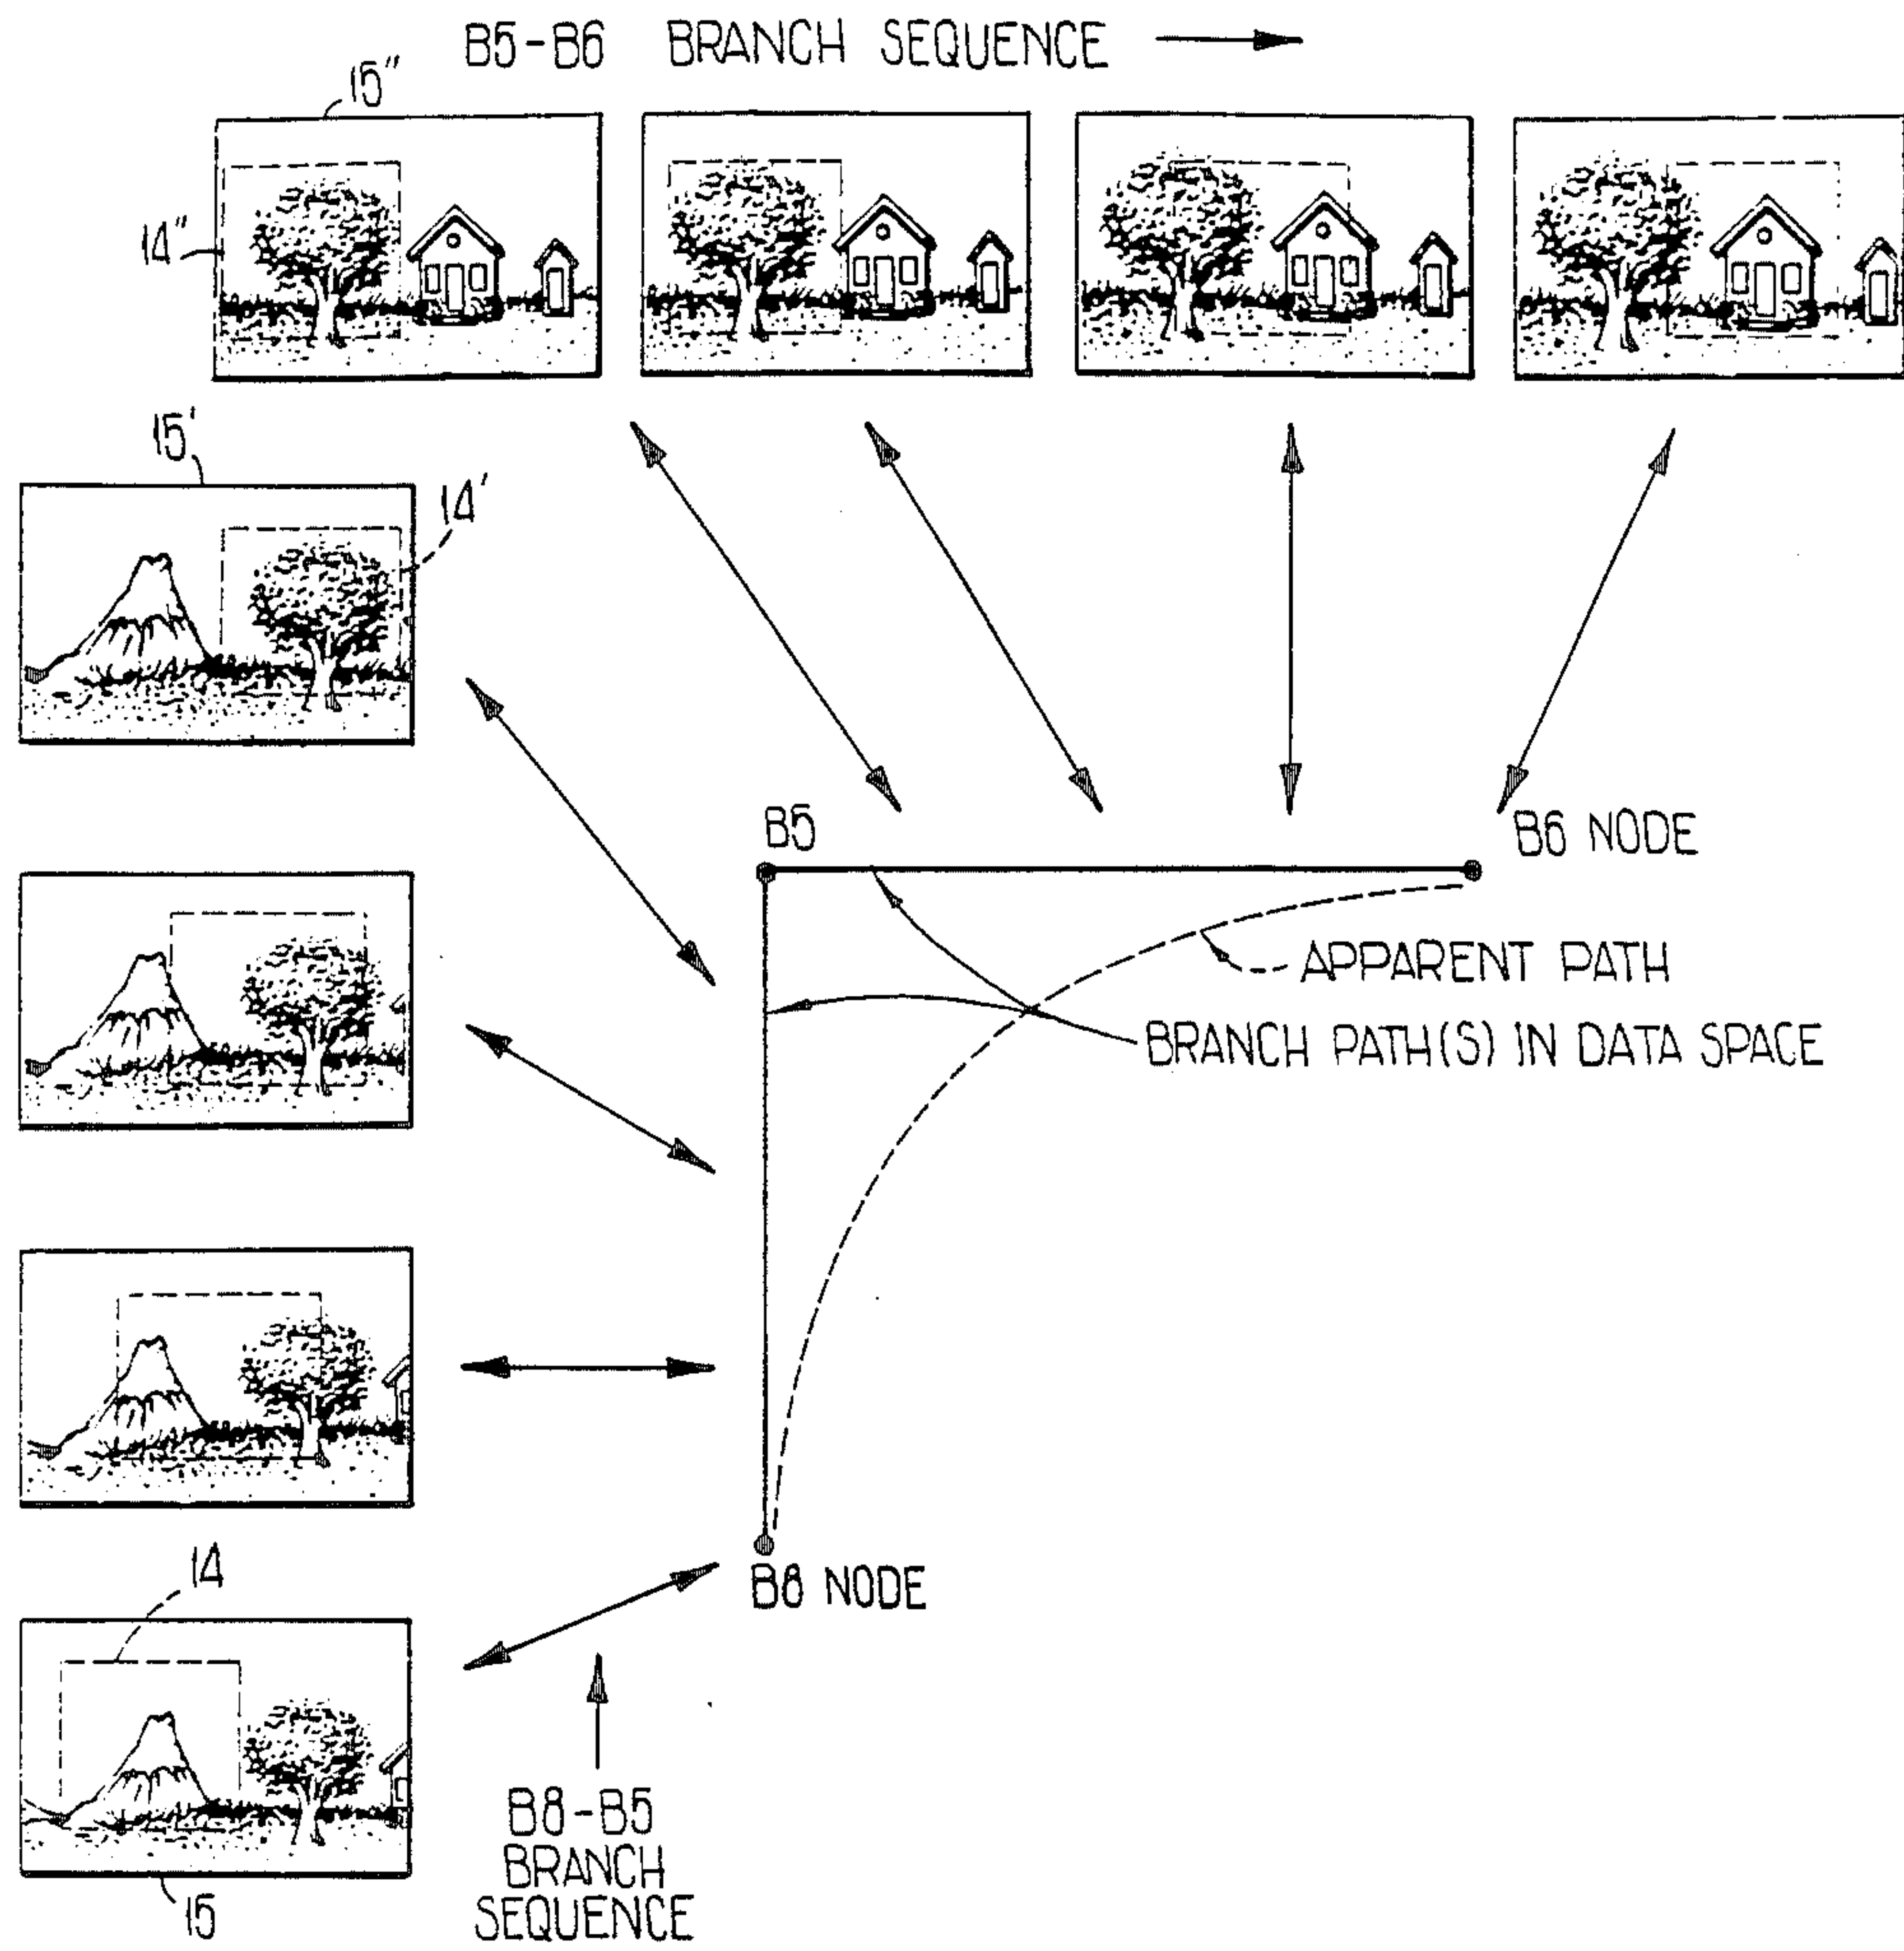 B5-B6 BRANCH SEQUENCE
15"
14"
15'
14'
B5
B6 NODE
APPARENT PATH
BRANCH PATH(S) IN DATA SPACE
B8 NODE
14
15
B8-B5
BRANCH
SEQUENCE